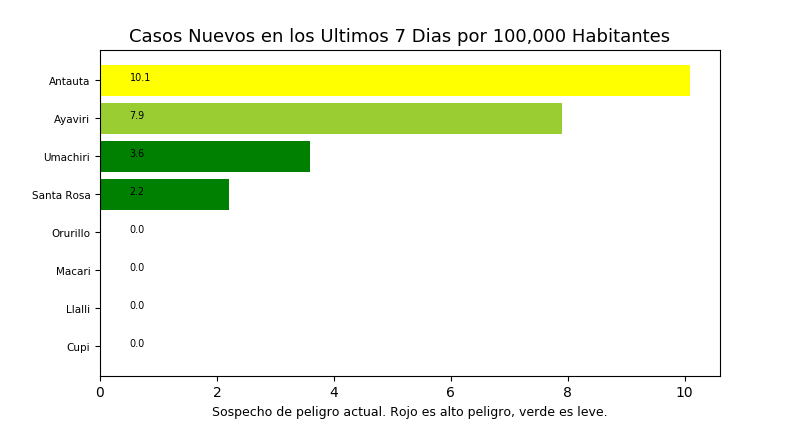 Casos Nuevos en los Ultimos 7 Dias por 100,000 Habitantes
Antauta 10.1
Ayaviri 7.9
Umachiri 3.6
Santa Rosa 2.2
Orurillo 0.0
Macari 0.0
Llalli 0.0
Cupi 0.0
0 2 4 6 8 10
Sospecho de peligro actual. Rojo es alto peligro, verde es leve.